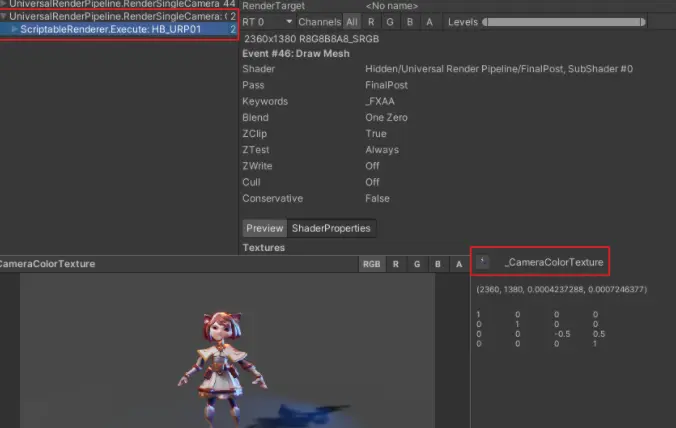 UniversalRenderPipeline.RenderSingleCamera 44
UniversalRenderPipeline.RenderSingleCamera: 2
ScriptableRenderer.Execute: HB_URP01 2
RenderTarget <No name>
RT 0 Channels All R G B A Levels
2360x1380 R8G8B8A8_SRGB
Event #46: Draw Mesh
Shader Hidden/Universal Render Pipeline/FinalPost, SubShader #0
Pass FinalPost
Keywords _FXAA
Blend One Zero
ZClip True
ZTest Always
ZWrite Off
Cull Off
Conservative False
Preview ShaderProperties
Textures
CameraColorTexture RGB R G B A
_CameraColorTexture
(2360, 1380, 0.0004237288, 0.0007246377)
1 0 0 0
0 1 0 0
0 0 -0.5 0.5
0 0 0 1